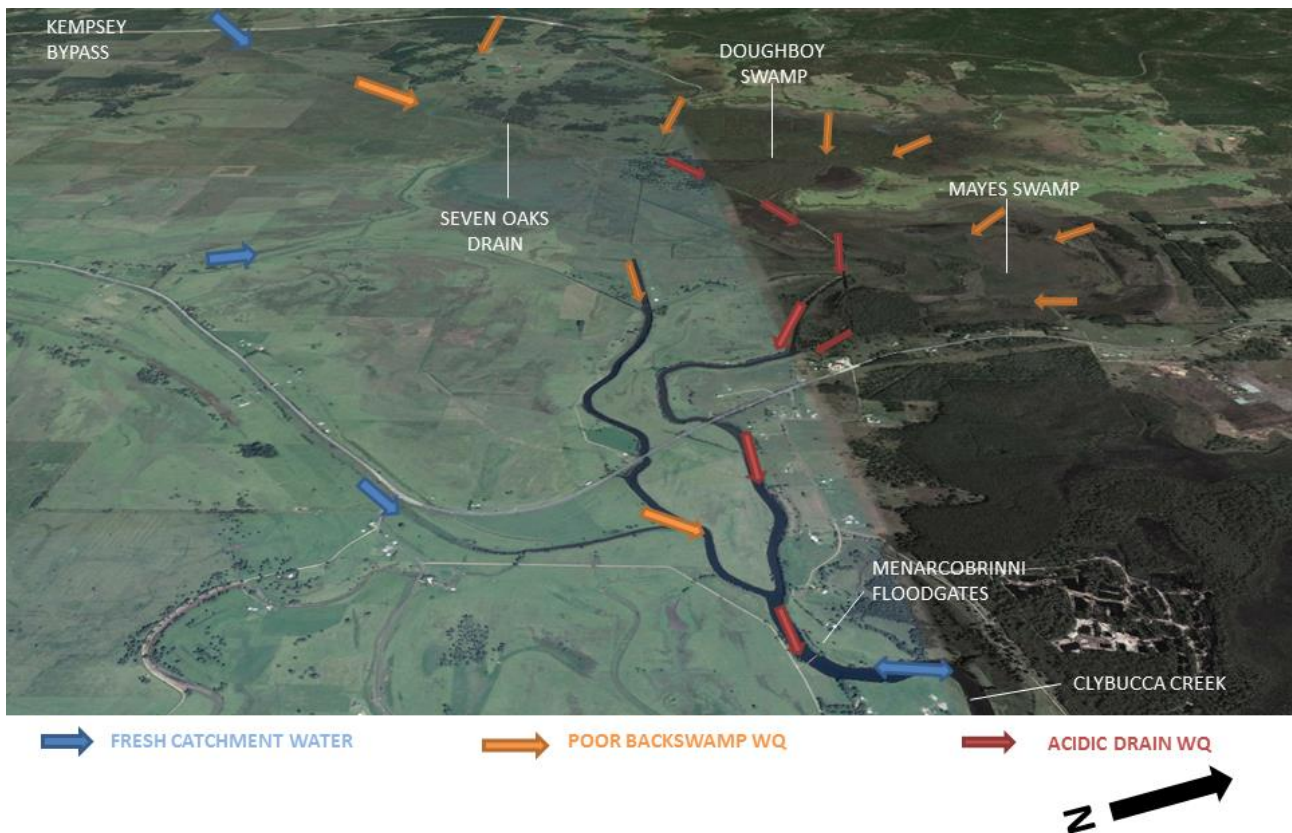 KEMPSEY
BYPASS
DOUGHBOY
SWAMP
MAYES SWAMP
SEVEN OAKS
DRAIN
MENARCOBRINNI
FLOODGATES
CLYBUCCA CREEK
FRESH CATCHMENT WATER
POOR BACKSWAMP WQ
ACIDIC DRAIN WQ
N